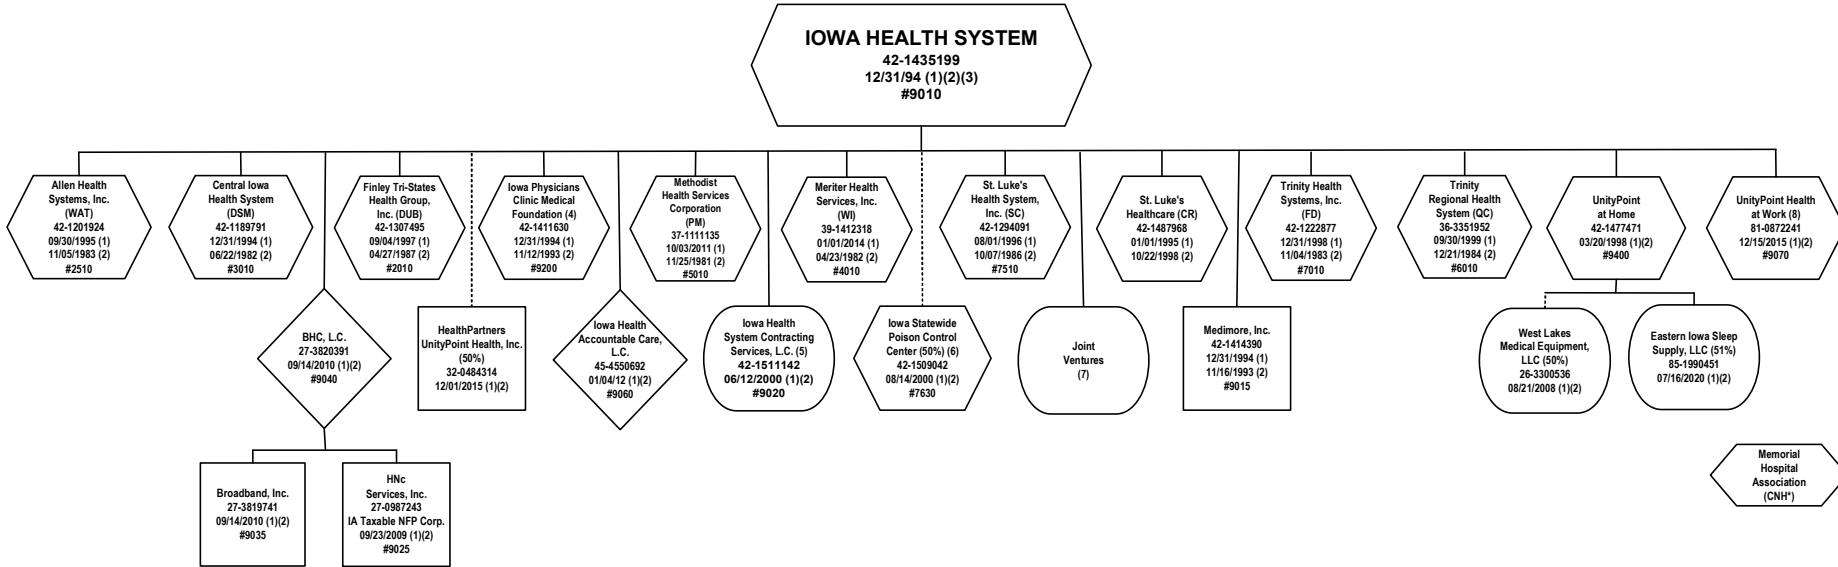 IOWA HEALTH SYSTEM
42-1435199
12/31/94 (1)(2)(3)
#9010
Allen Health
Systems, Inc.
(WAT)
42-1201924
09/30/1995 (1)
11/05/1983 (2)
#2510
Central Iowa
Health System
(DSM)
42-1189791
12/31/1994 (1)
06/22/1982 (2)
#3010
Finley Tri-States
Health Group,
Inc. (DUB)
42-1307495
09/04/1997 (1)
04/27/1987 (2)
#2010
Iowa Physicians
Clinic Medical
Foundation (4)
42-1411630
12/31/1994 (1)
11/12/1993 (2)
#9200
Methodist
Health Services
Corporation
(PM)
37-1111135
10/03/2011 (1)
11/25/1981 (2)
#5010
Meriter Health
Services, Inc.
(WI)
39-1412318
01/01/2014 (1)
04/23/1982 (2)
#4010
St. Luke's
Health System,
Inc. (SC)
42-1294091
08/01/1996 (1)
10/07/1986 (2)
#7510
St. Luke's
Healthcare (CR)
42-1487968
01/01/1995 (1)
10/22/1998 (2)
Trinity Health
Systems, Inc.
(FD)
42-1222877
12/31/1998 (1)
11/04/1983 (2)
#7010
Trinity
Regional Health
System (QC)
36-3351952
09/30/1999 (1)
12/21/1984 (2)
#6010
UnityPoint
at Home
42-1477471
03/20/1998 (1)(2)
#9400
UnityPoint Health
at Work (8)
81-0872241
12/15/2015 (1)(2)
#9070
BHC, L.C.
27-3820391
09/14/2010 (1)(2)
#9040
HealthPartners
UnityPoint Health, Inc.
(50%)
32-0484314
12/01/2015 (1)(2)
Iowa Health
Accountable Care,
L.C.
45-4550692
01/04/12 (1)(2)
#9060
Iowa Health
System Contracting
Services, L.C. (5)
42-1511142
06/12/2000 (1)(2)
#9020
Iowa Statewide
Poison Control
Center (50%) (6)
42-1509042
08/14/2000 (1)(2)
#7630
Joint
Ventures
(7)
Medimore, Inc.
42-1414390
12/31/1994 (1)
11/16/1993 (2)
#9015
West Lakes
Medical Equipment,
LLC (50%)
26-3300536
08/21/2008 (1)(2)
Eastern Iowa Sleep
Supply, LLC (51%)
85-1990451
07/16/2020 (1)(2)
Broadband, Inc.
27-3819741
09/14/2010 (1)(2)
#9035
HNc
Services, Inc.
27-0987243
IA Taxable NFP Corp.
09/23/2009 (1)(2)
#9025
Memorial
Hospital
Association
(CNH*)